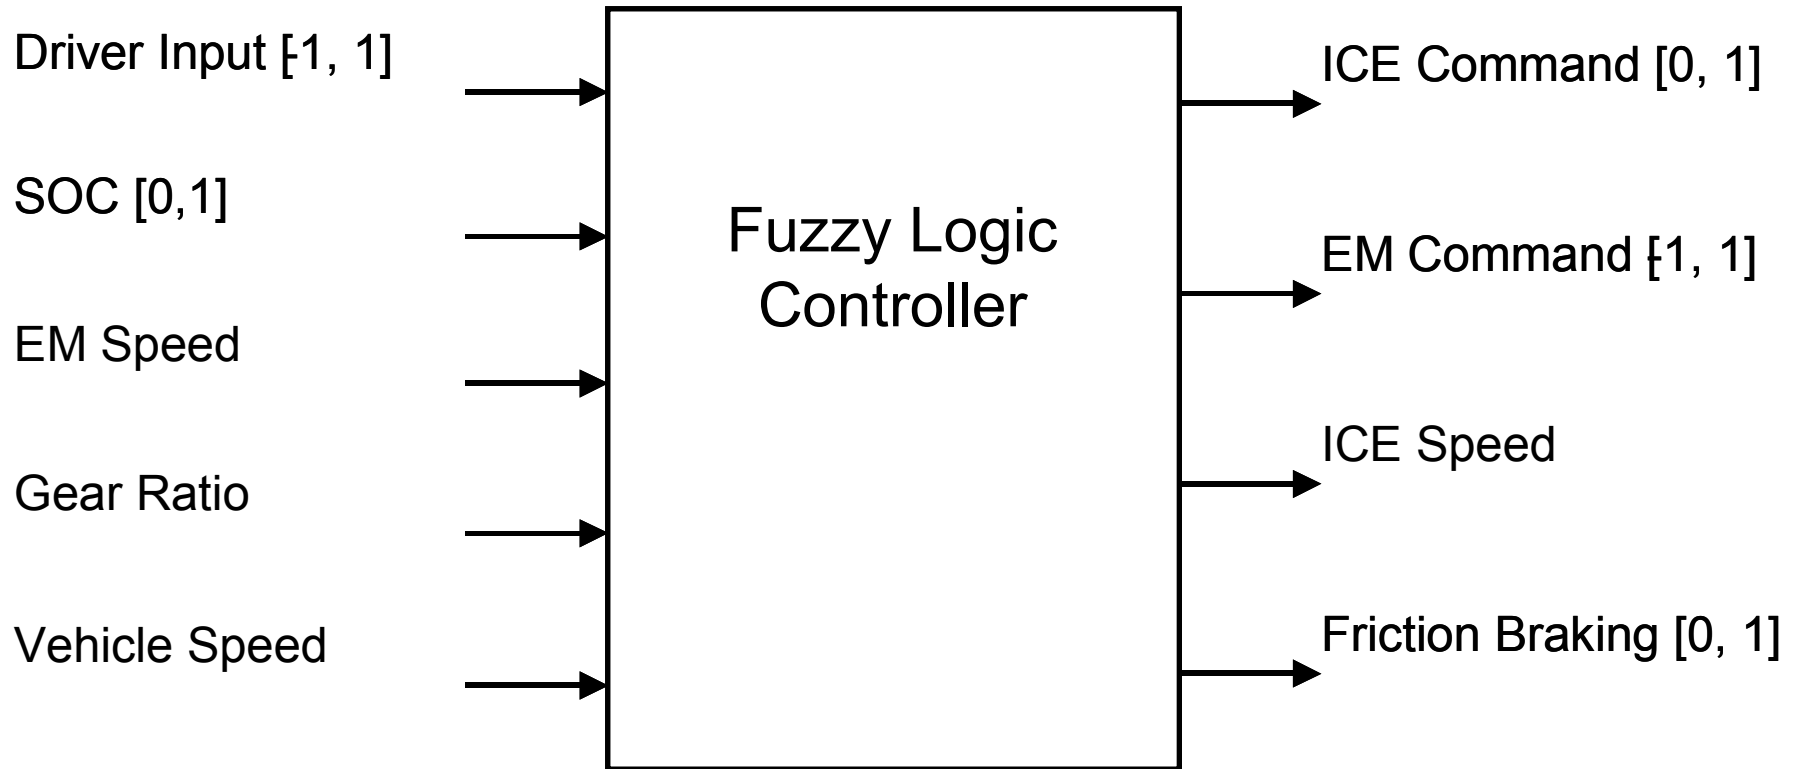 Driver Input [-1, 1]
SOC [0,1]
EM Speed
Gear Ratio
Vehicle Speed
Fuzzy Logic
Controller
ICE Command [0, 1]
EM Command [-1, 1]
ICE Speed
Friction Braking [0, 1]